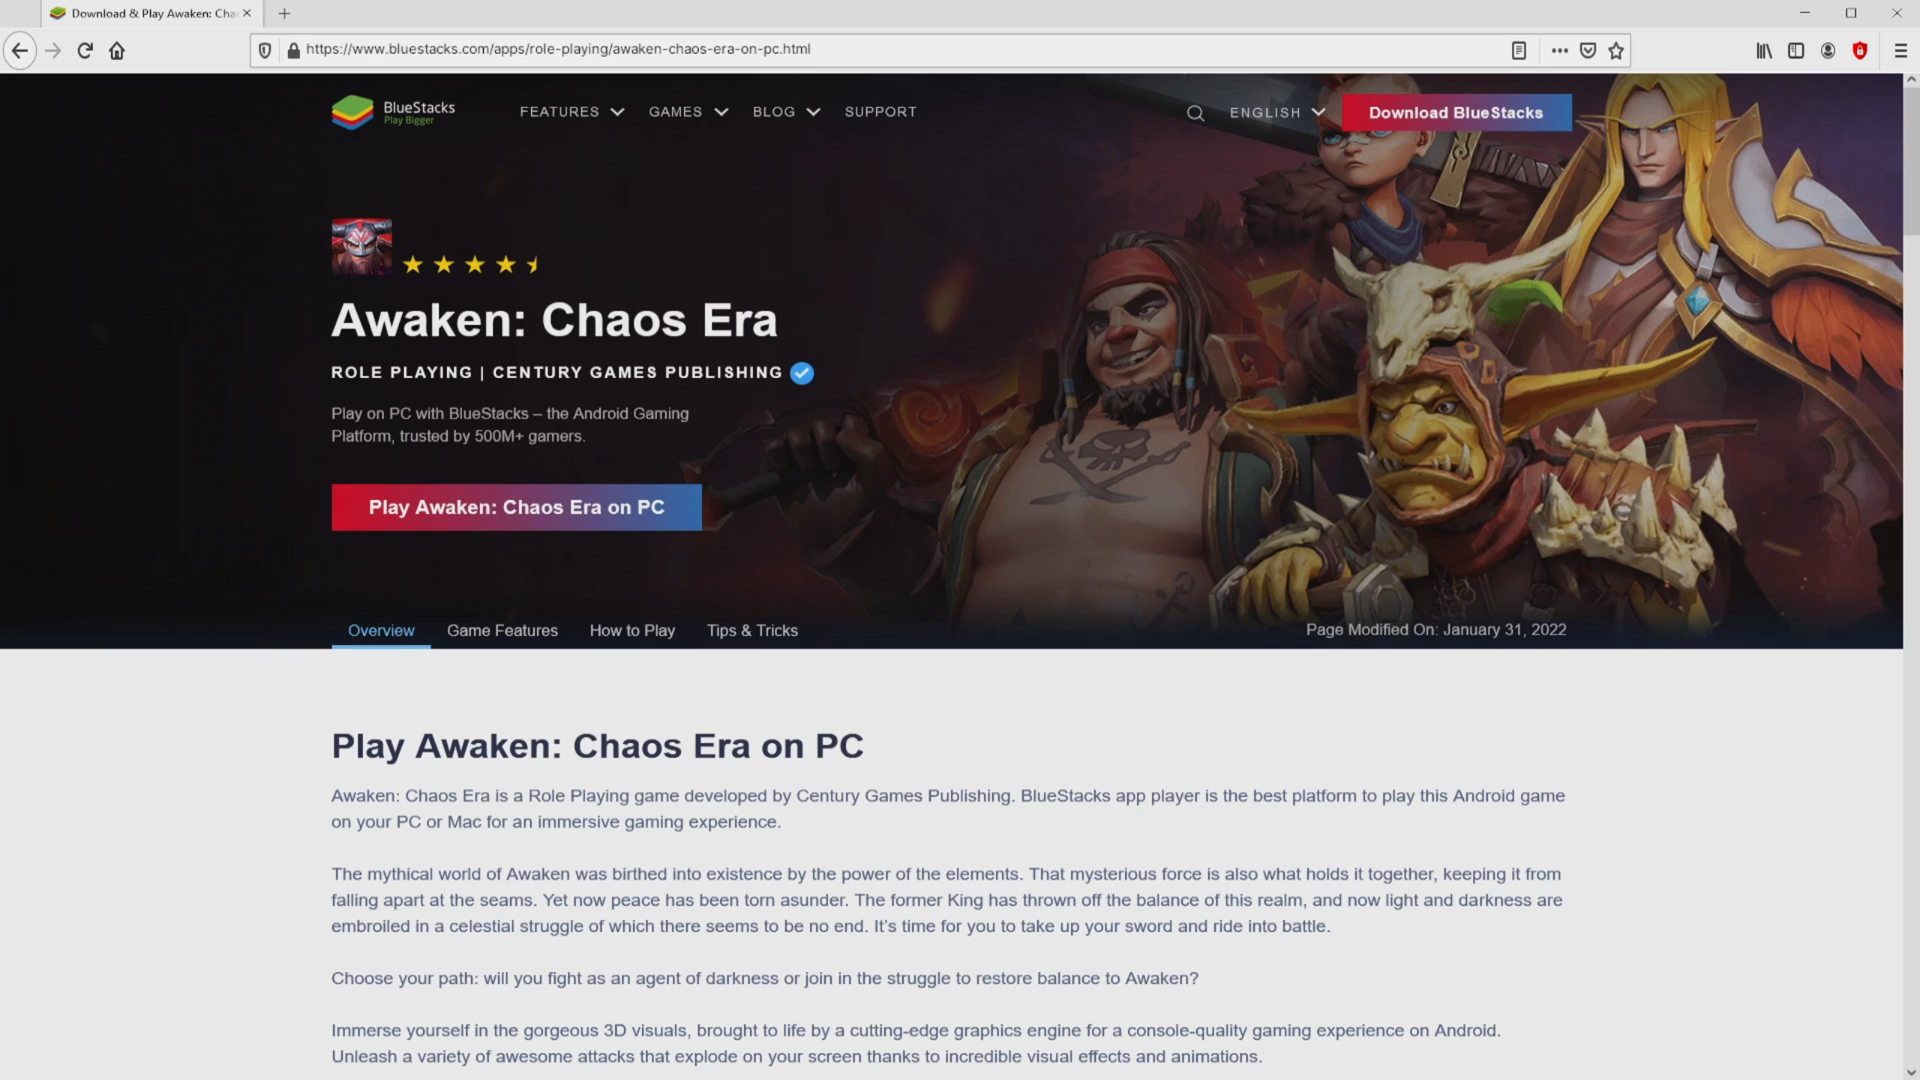 Download & Play Awaken: Cha
https://www.bluestacks.com/apps/role-playing/awaken-chaos-era-on-pc.html
BlueStacks
Play Bigger
FEATURES
GAMES
BLOG
SUPPORT
ENGLISH
Download BlueStacks
Awaken: Chaos Era
ROLE PLAYING | CENTURY GAMES PUBLISHING
Play on PC with BlueStacks – the Android Gaming
Platform, trusted by 500M+ gamers.
Play Awaken: Chaos Era on PC
Overview
Game Features
How to Play
Tips & Tricks
Page Modified On: January 31, 2022
Play Awaken: Chaos Era on PC
Awaken: Chaos Era is a Role Playing game developed by Century Games Publishing. BlueStacks app player is the best platform to play this Android game
on your PC or Mac for an immersive gaming experience.
The mythical world of Awaken was birthed into existence by the power of the elements. That mysterious force is also what holds it together, keeping it from
falling apart at the seams. Yet now peace has been torn asunder. The former King has thrown off the balance of this realm, and now light and darkness are
embroiled in a celestial struggle of which there seems to be no end. It’s time for you to take up your sword and ride into battle.
Choose your path: will you fight as an agent of darkness or join in the struggle to restore balance to Awaken?
Immerse yourself in the gorgeous 3D visuals, brought to life by a cutting-edge graphics engine for a console-quality gaming experience on Android.
Unleash a variety of awesome attacks that explode on your screen thanks to incredible visual effects and animations.